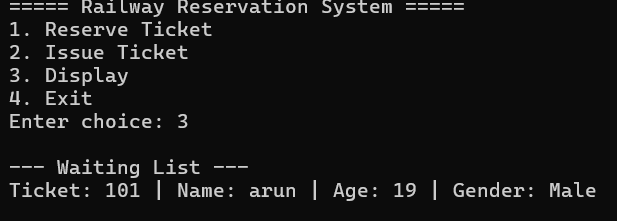 ===== Railway Reservation System =====
1. Reserve Ticket
2. Issue Ticket
3. Display
4. Exit
Enter choice: 3
--- Waiting List ---
Ticket: 101 | Name: arun | Age: 19 | Gender: Male